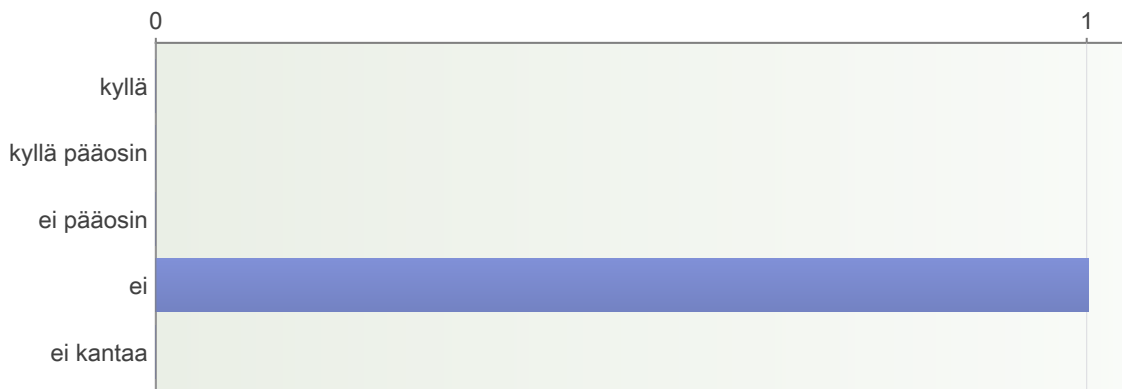 0 1
kyllä
kyllä pääosin
ei pääosin
ei
ei kantaa